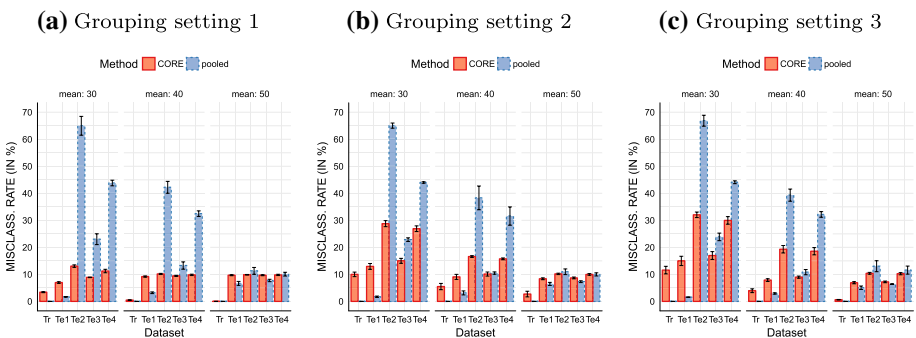 (a) Grouping setting 1
Method CORE pooled
mean: 30 mean: 40 mean: 50
MISCLASS. RATE (IN %)
70
60
50
40
30
20
10
0
Tr Te1 Te2 Te3 Te4 Tr Te1 Te2 Te3 Te4 Tr Te1 Te2 Te3 Te4
Dataset
(b) Grouping setting 2
Method CORE pooled
mean: 30 mean: 40 mean: 50
MISCLASS. RATE (IN %)
70
60
50
40
30
20
10
0
Tr Te1 Te2 Te3 Te4 Tr Te1 Te2 Te3 Te4 Tr Te1 Te2 Te3 Te4
Dataset
(c) Grouping setting 3
Method CORE pooled
mean: 30 mean: 40 mean: 50
MISCLASS. RATE (IN %)
70
60
50
40
30
20
10
0
Tr Te1 Te2 Te3 Te4 Tr Te1 Te2 Te3 Te4 Tr Te1 Te2 Te3 Te4
Dataset